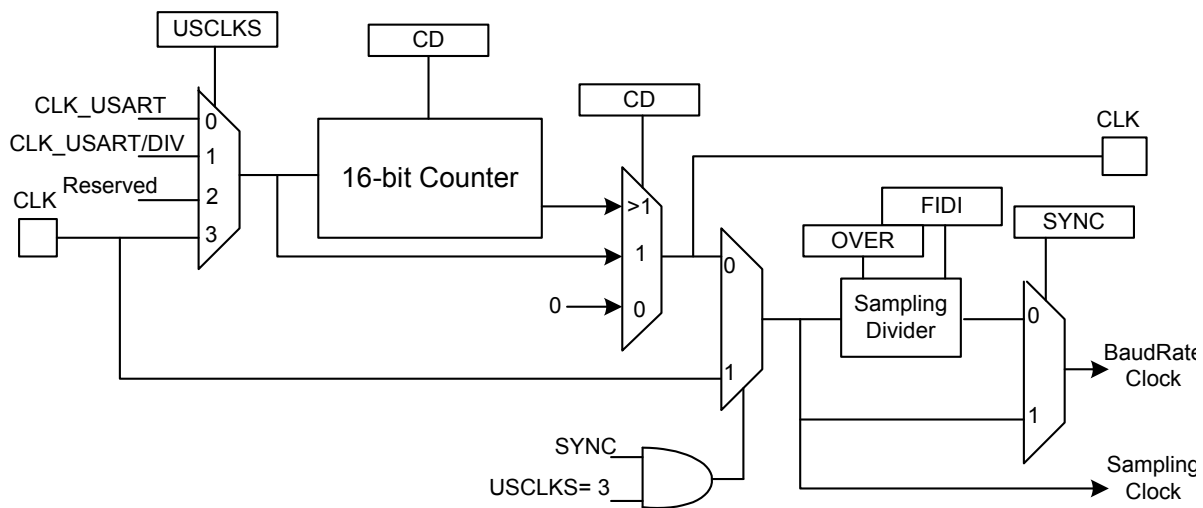 USCLKS
CD
CLK_USART
0
CLK_USART/DIV
1
Reserved
2
CLK
3
16-bit Counter
CD
>1
1
0
0
CLK
FIDI
OVER
SYNC
0
1
Sampling
Divider
0
1
BaudRate
Clock
SYNC
USCLKS= 3
Sampling
Clock